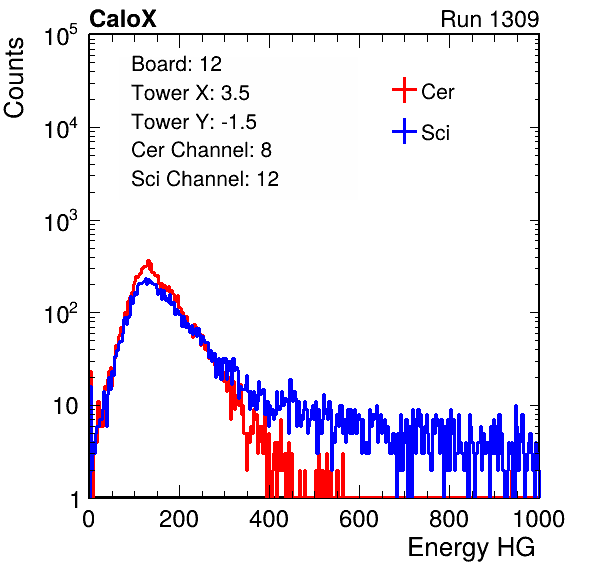 CaloX Run 1309
Counts
10^5
10^4
10^3
10^2
10
1
Board: 12
Tower X: 3.5
Tower Y: -1.5
Cer Channel: 8
Sci Channel: 12
Cer
Sci
0 200 400 600 800 1000
Energy HG